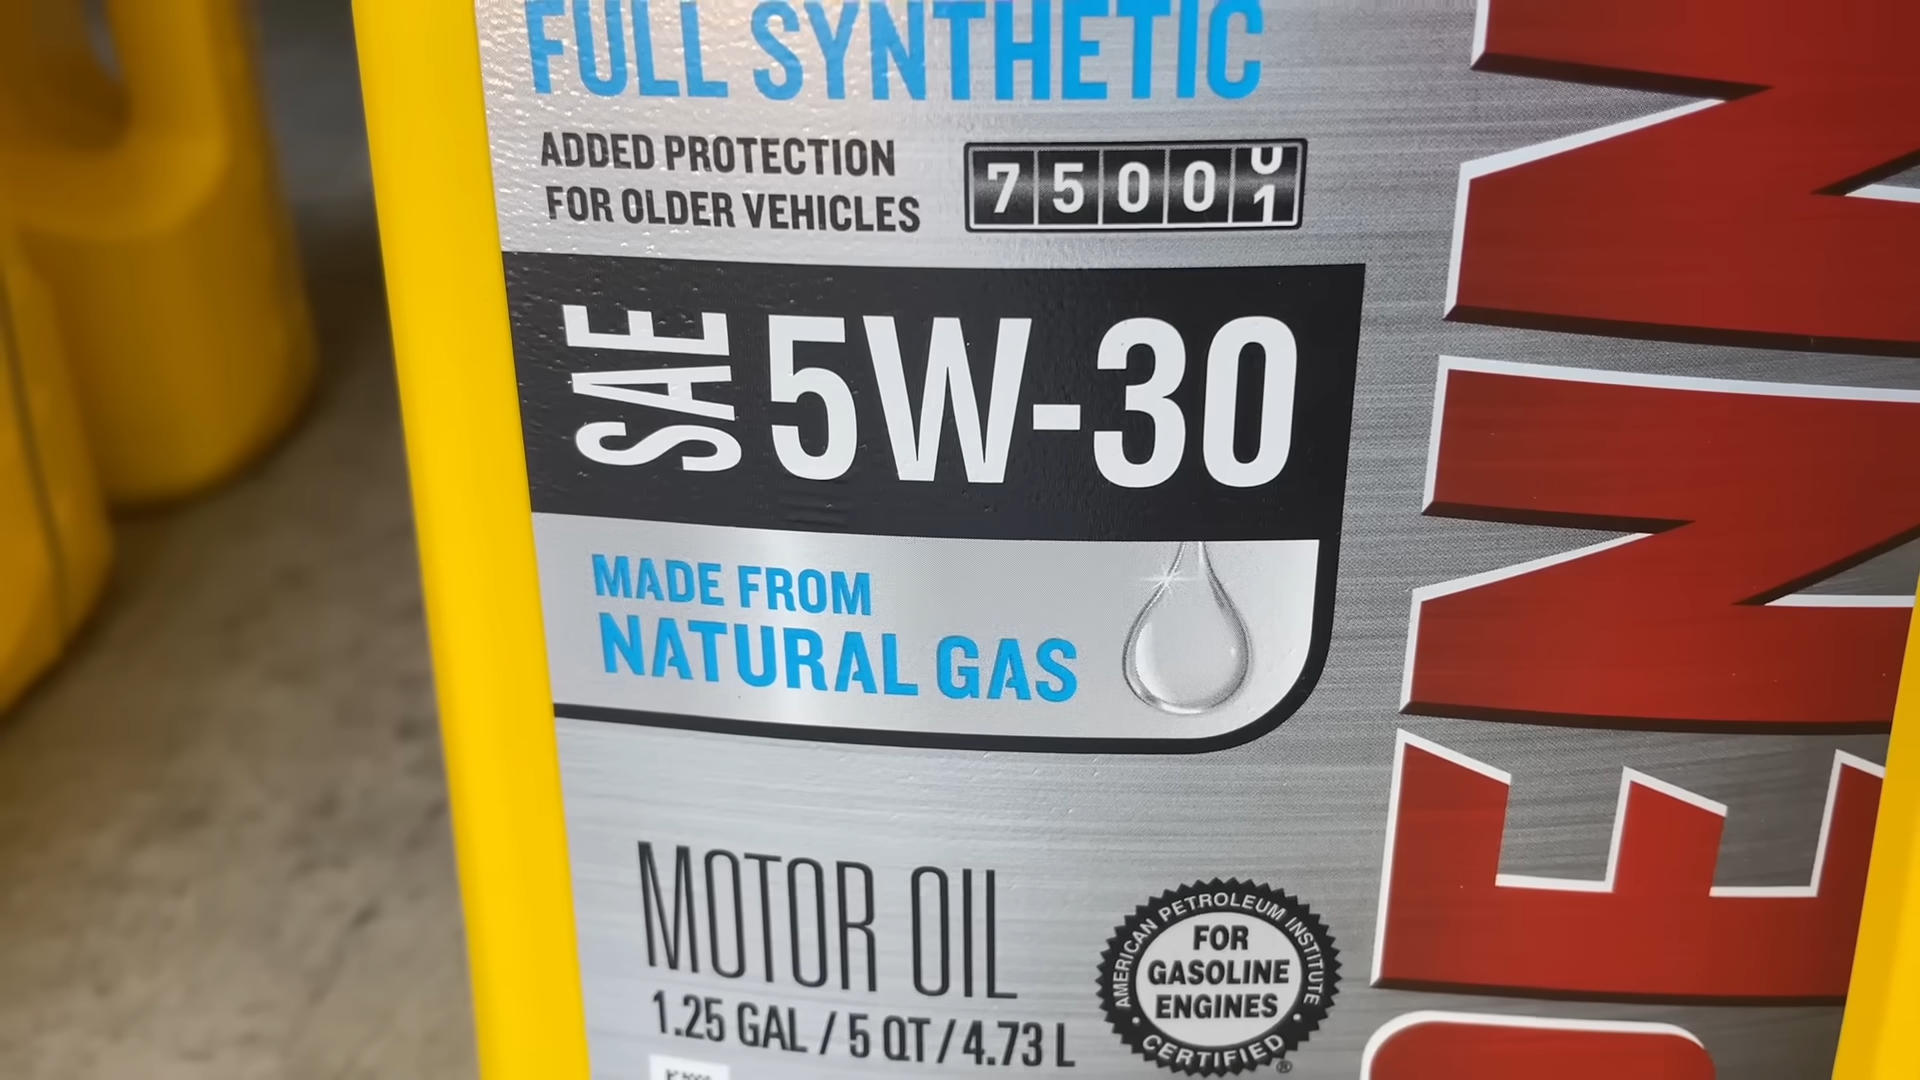 FULL SYNTHETIC
ADDED PROTECTION
FOR OLDER VEHICLES
7500
1
SAE 5W-30
MADE FROM
NATURAL GAS
MOTOR OIL
1.25 GAL / 5 QT / 4.73 L
AMERICAN PETROLEUM INSTITUTE
FOR
GASOLINE
ENGINES
CERTIFIED
®